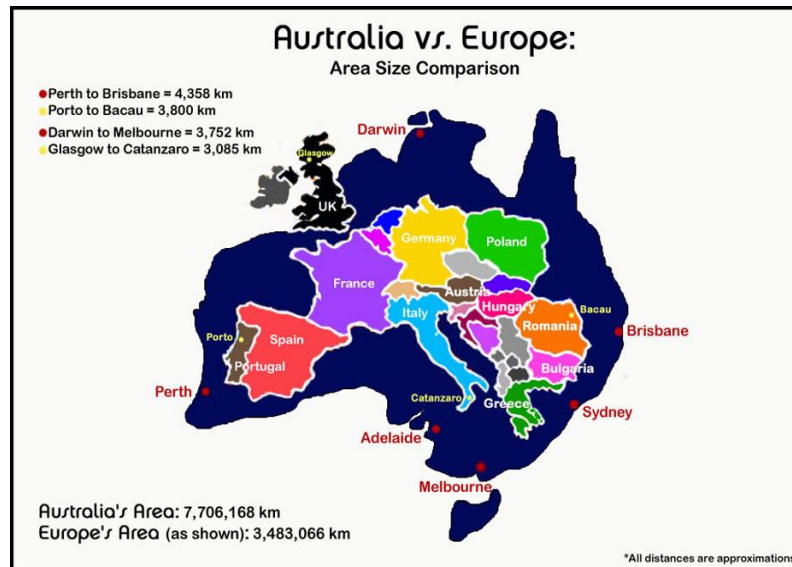 Australia vs. Europe:
Area Size Comparison
Perth to Brisbane = 4,358 km
Porto to Bacau = 3,800 km
Darwin to Melbourne = 3,752 km
Glasgow to Catanzaro = 3,085 km
Darwin
Glasgow
UK
Germany
Poland
France
Austria
Hungary
Italy
Romania
Bacau
Brisbane
Porto
Spain
Portugal
Bulgaria
Perth
Catanzaro
Greece
Sydney
Adelaide
Melbourne
Australia's Area: 7,706,168 km
Europe's Area (as shown): 3,483,066 km
*All distances are approximations